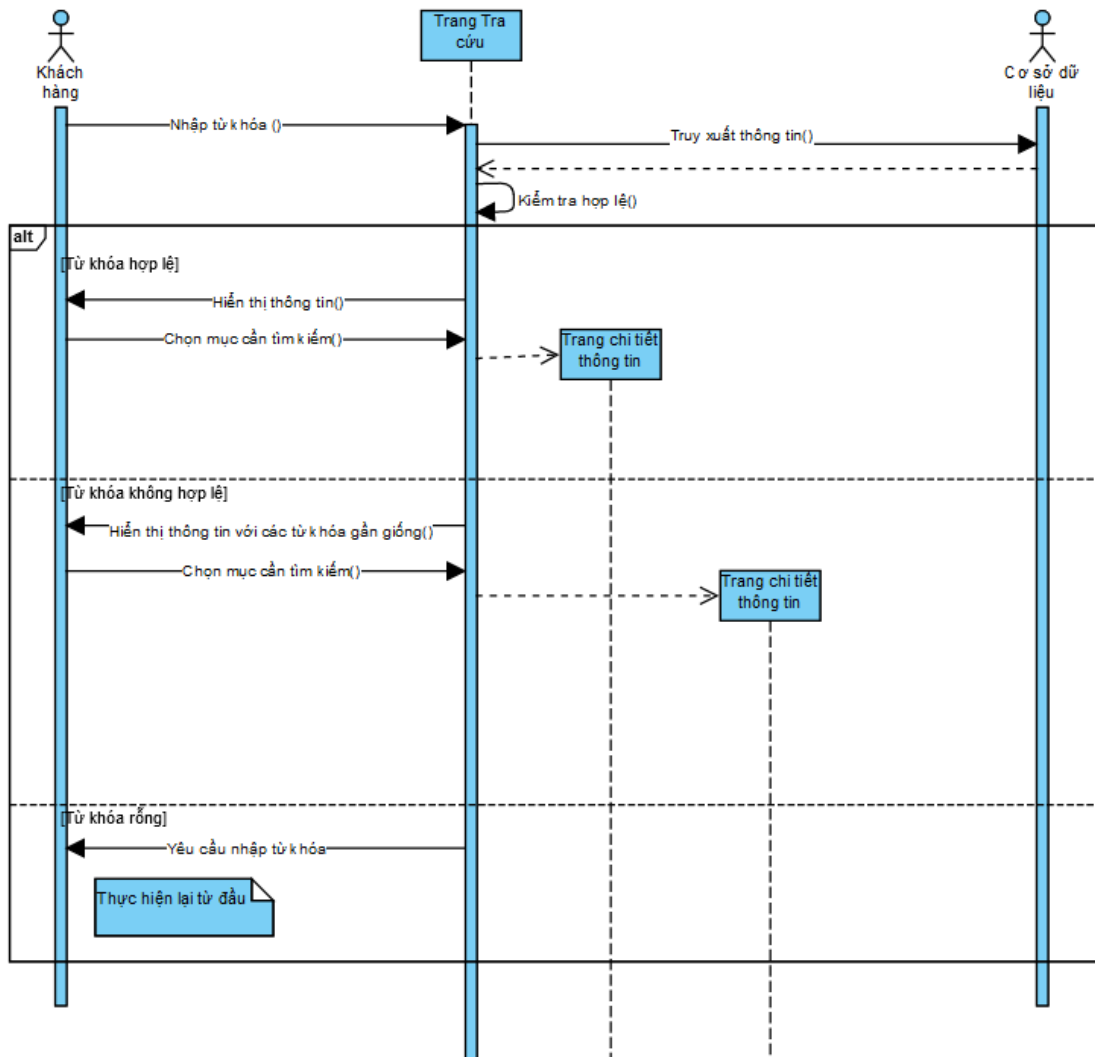 Khách
hàng
Trang Tra
cứu
Cơ sở dữ
liệu
Nhập từ khóa ()
Truy xuất thông tin()
Kiểm tra hợp lệ()
alt
[Từ khóa hợp lệ]
Hiển thị thông tin()
Chọn mục cần tìm kiếm()
Trang chi tiết
thông tin
[Từ khóa không hợp lệ]
Hiển thị thông tin với các từ khóa gần giống()
Chọn mục cần tìm kiếm()
Trang chi tiết
thông tin
[Từ khóa rỗng]
Yêu cầu nhập từ khóa
Thực hiện lại từ đầu